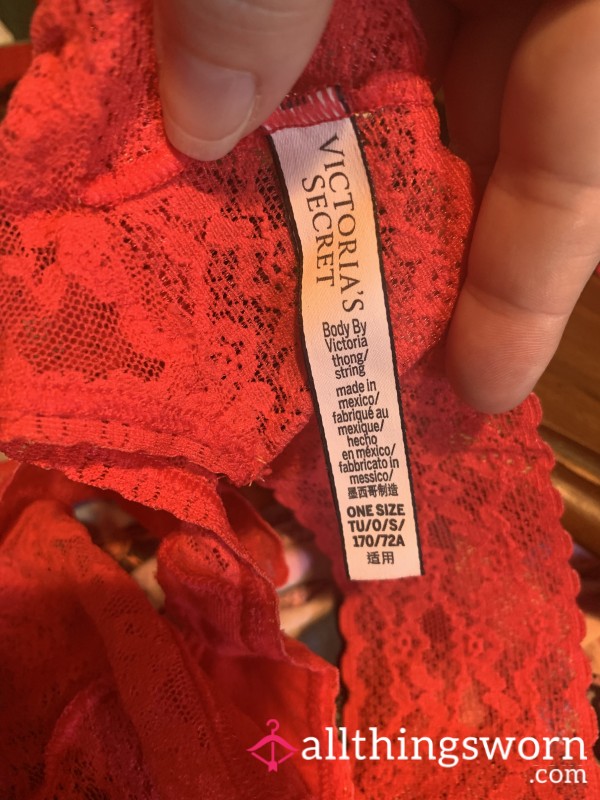 VICTORIA'S
SECRET
Body By
Victoria
thong/
string
made in
mexico/
fabriqué au
mexique/
hecho
en méxico/
fabbricato in
messico/
墨西哥制造
ONE SIZE
TU/O/S/
170/72A
适用
allthingsworn
.com